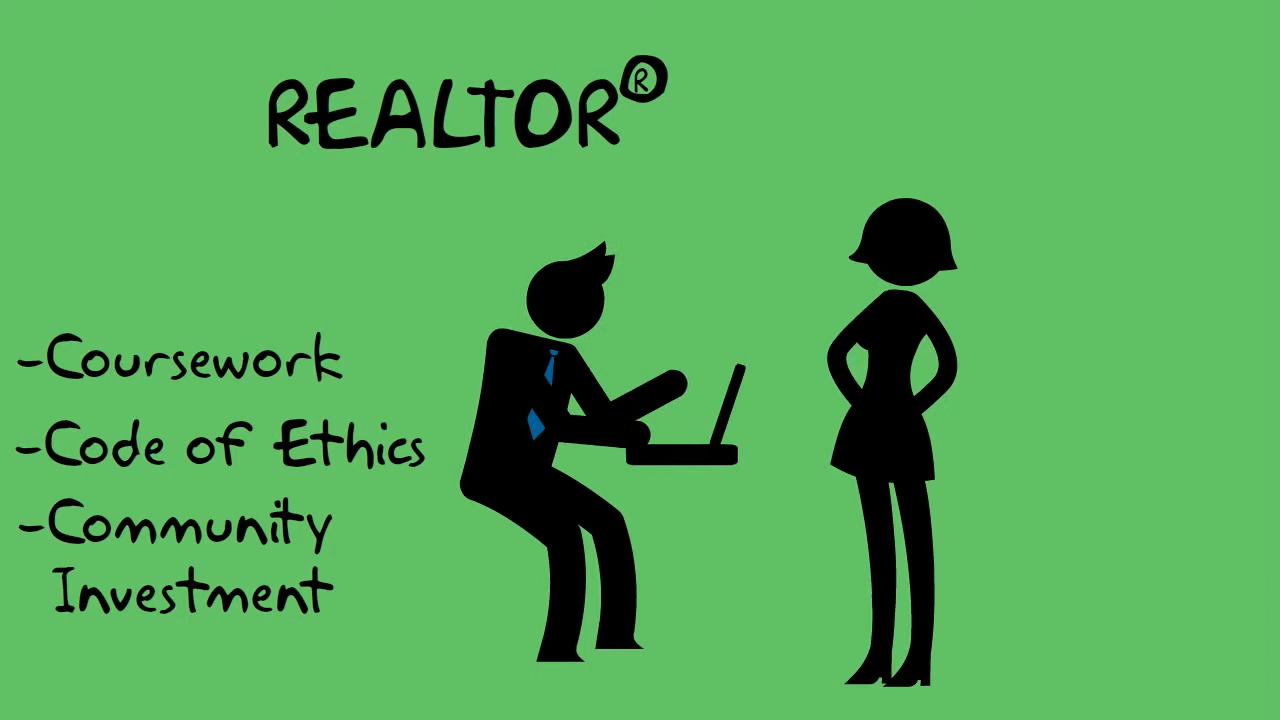 REALTOR®
-Coursework
-Code of Ethics
-Community
Investment